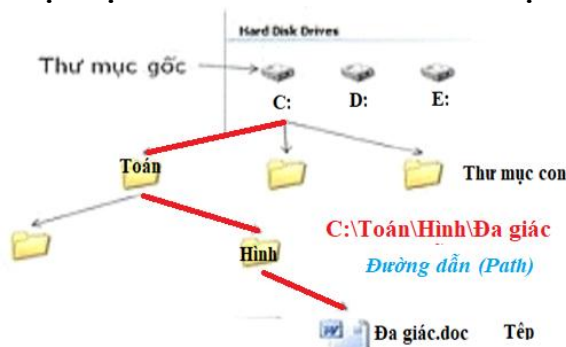 Hard Disk Drives
Thư mục gốc
C: D: E:
Toán
Thư mục con
C:\Toán\Hình\Đa giác
Hình
Đường dẫn (Path)
Đa giác.doc Tệp